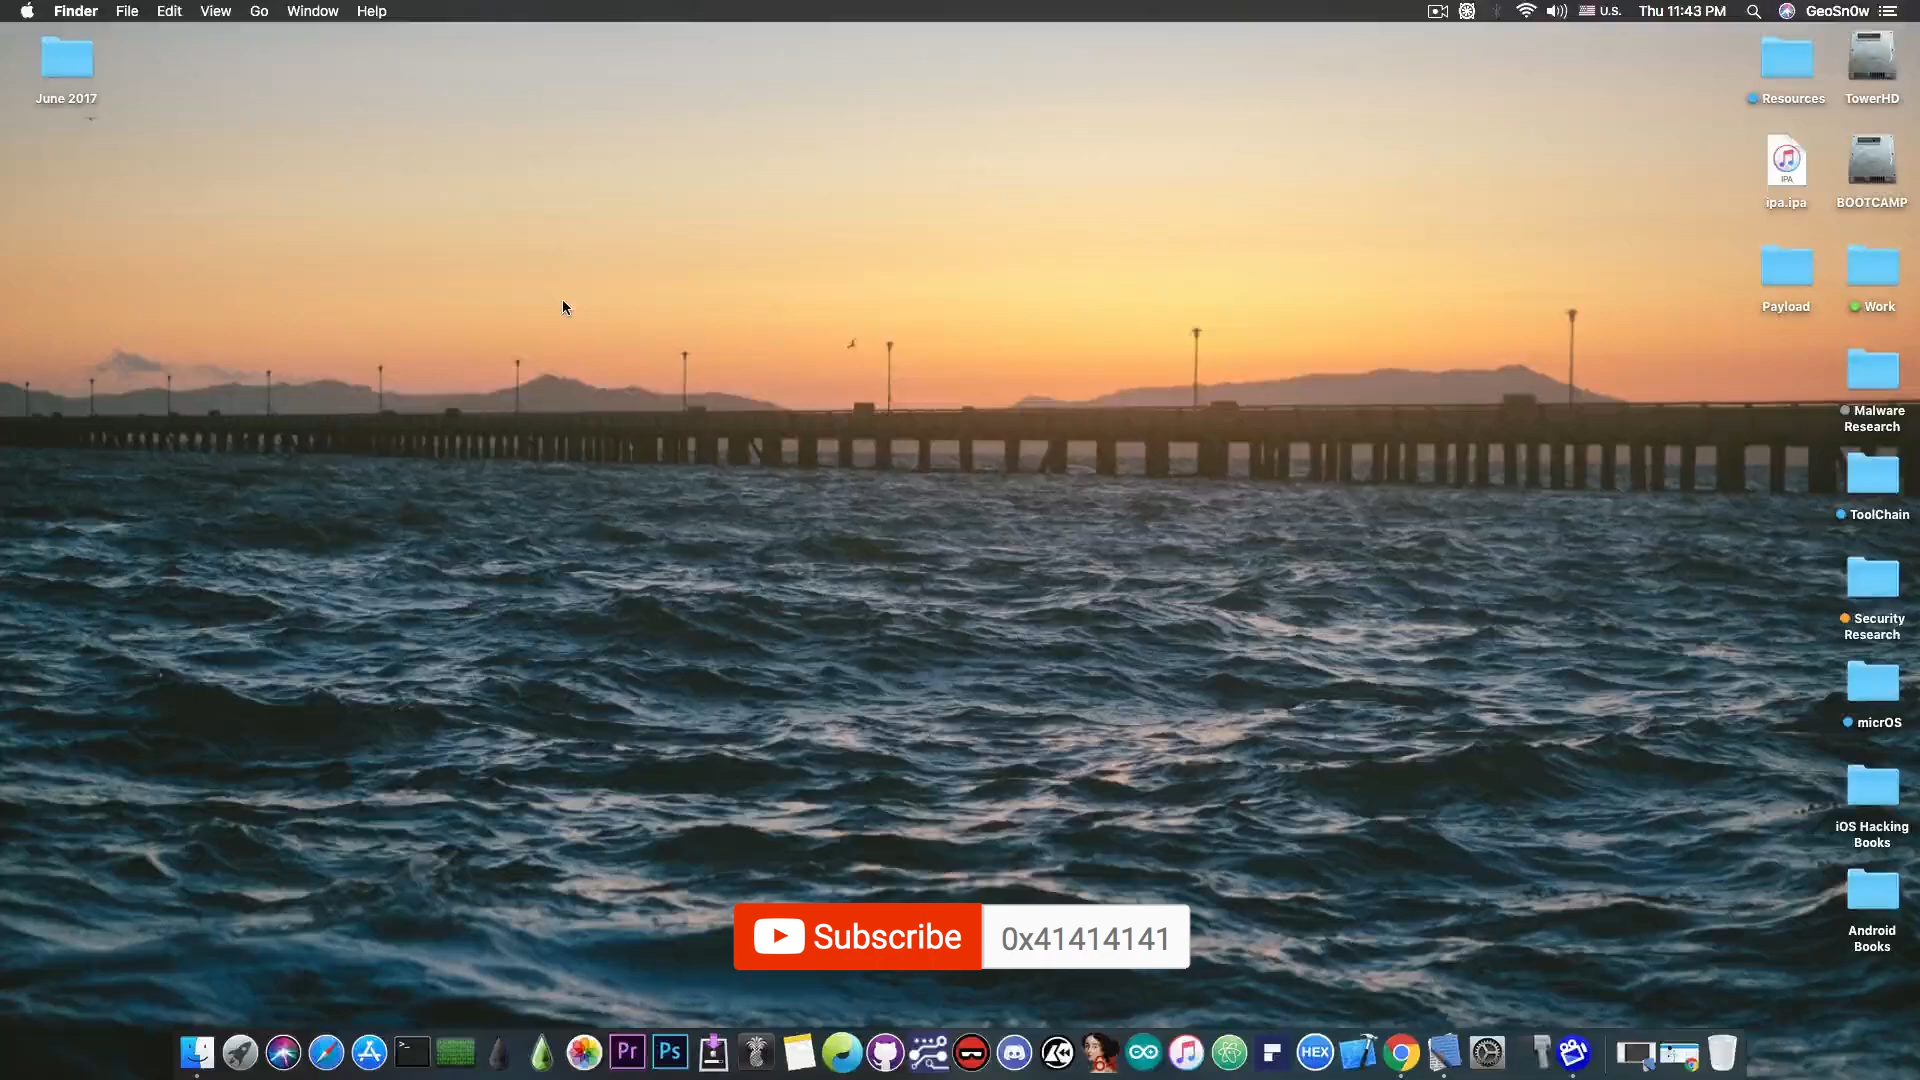 Finder File Edit View Go Window Help
U.S. Thu 11:43 PM GeoSn0w
June 2017
Resources
TowerHD
IPA
ipa.ipa
BOOTCAMP
Payload
Work
Malware
Research
ToolChain
Security
Research
micrOS
iOS Hacking
Books
Android
Books
Subscribe
0x41414141
Pr
Ps
HEX